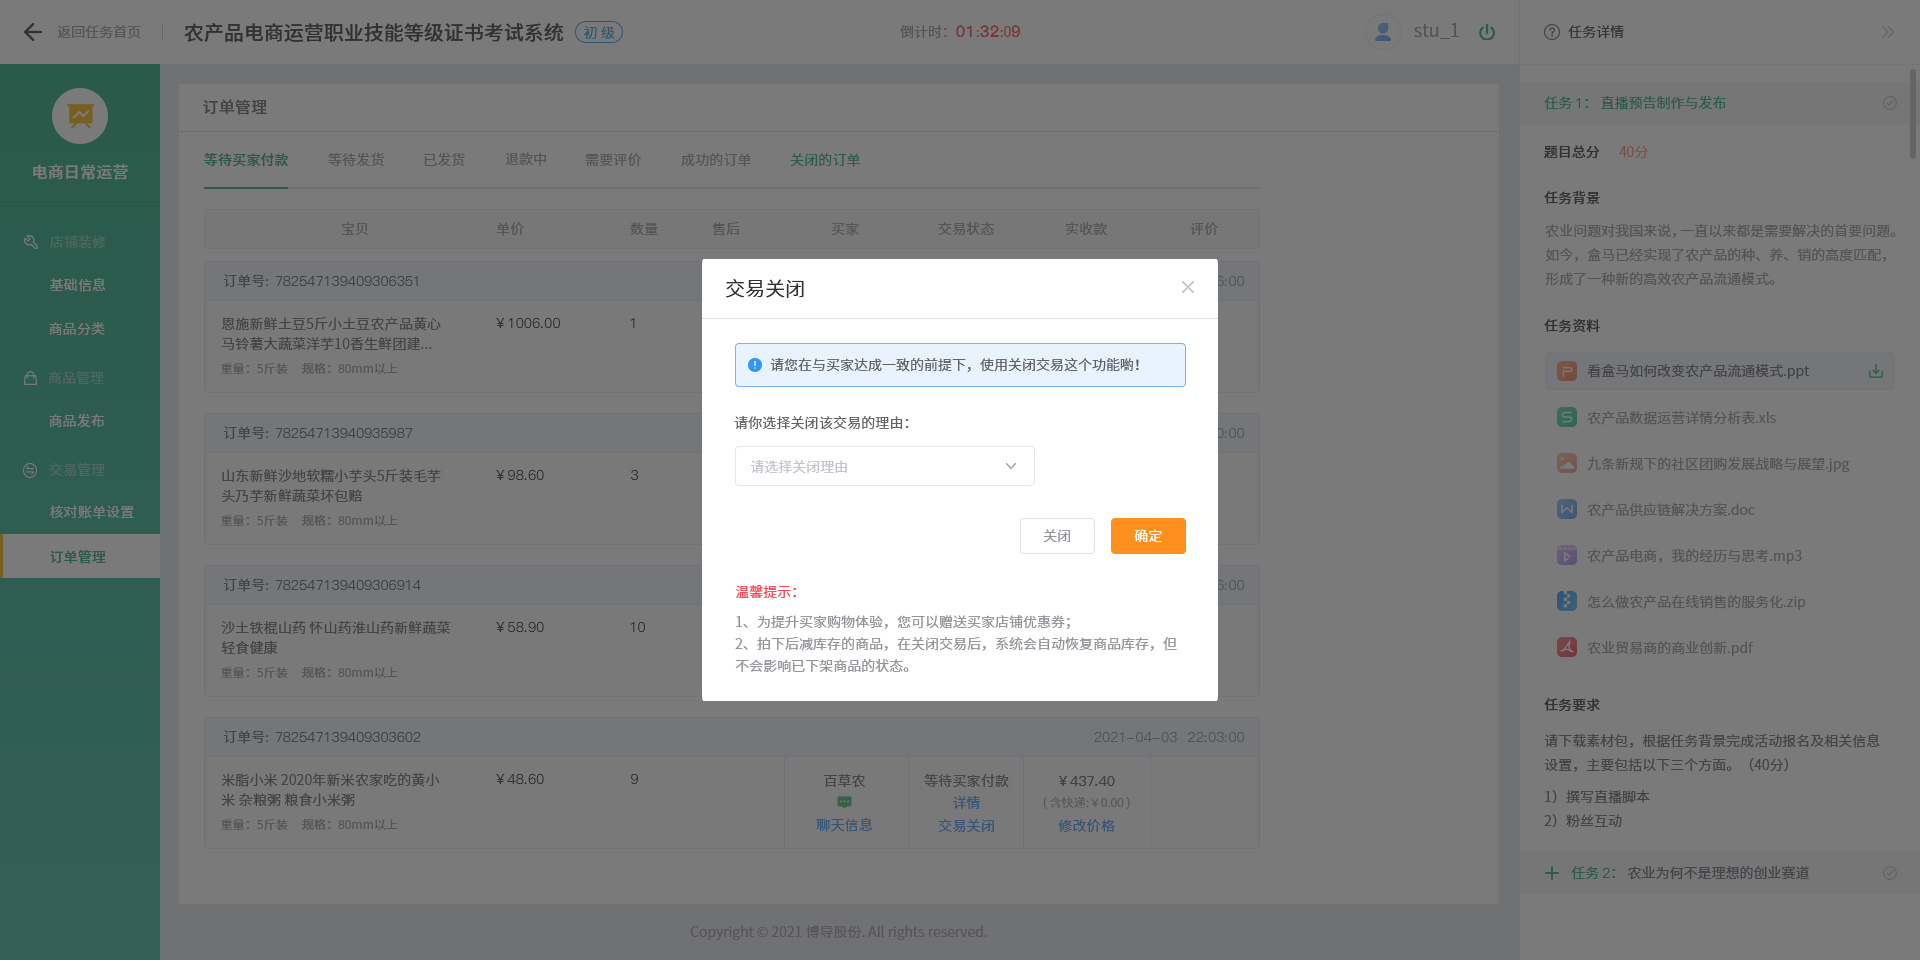 返回任务首页
农产品电商运营职业技能等级证书考试系统
初 级
倒计时：01:32:09
stu_1
任务详情
电商日常运营
店铺装修
基础信息
商品分类
商品管理
商品发布
交易管理
核对账单设置
订单管理
订单管理
等待买家付款 等待发货 已发货 退款中 需要评价 成功的订单 关闭的订单
宝贝 单价 数量 售后 买家 交易状态 实收款 评价
订单号: 782547139409306351
6:00
恩施新鲜土豆5斤小土豆农产品黄心
马铃薯大蔬菜洋芋10香生鲜团建...
¥1006.00
1
重量：5斤装 规格：80mm以上
订单号: 78254713940935987
0:00
山东新鲜沙地软糯小芋头5斤装毛芋
头乃芋新鲜蔬菜坏包赔
¥98.60
3
重量：5斤装 规格：80mm以上
订单号: 782547139409306914
6:00
沙土铁棍山药 怀山药淮山药新鲜蔬菜
轻食健康
¥58.90
10
重量：5斤装 规格：80mm以上
订单号: 782547139409303602
2021-04-03 22:03:00
米脂小米 2020年新米农家吃的黄小
米 杂粮粥 粮食小米粥
¥48.60
9
重量：5斤装 规格：80mm以上
百草农
聊天信息
等待买家付款
详情
交易关闭
¥437.40
( 含快递:￥0.00 )
修改价格
Copyright © 2021 博导股份. All rights reserved.
交易关闭
请您在与买家达成一致的前提下，使用关闭交易这个功能哟！
请你选择关闭该交易的理由：
请选择关闭理由
关闭
确定
温馨提示：
1、为提升买家购物体验，您可以赠送买家店铺优惠券；
2、拍下后减库存的商品，在关闭交易后，系统会自动恢复商品库存，但
不会影响已下架商品的状态。
任务 1： 直播预告制作与发布
题目总分 40分
任务背景
农业问题对我国来说，一直以来都是需要解决的首要问题。
如今，盒马已经实现了农产品的种、养、销的高度匹配，
形成了一种新的高效农产品流通模式。
任务资料
看盒马如何改变农产品流通模式.ppt
农产品数据运营详情分析表.xls
九条新规下的社区团购发展战略与展望.jpg
农产品供应链解决方案.doc
农产品电商，我的经历与思考.mp3
怎么做农产品在线销售的服务化.zip
农业贸易商的商业创新.pdf
任务要求
请下载素材包，根据任务背景完成活动报名及相关信息
设置，主要包括以下三个方面。（40分）
1）撰写直播脚本
2）粉丝互动
任务 2： 农业为何不是理想的创业赛道